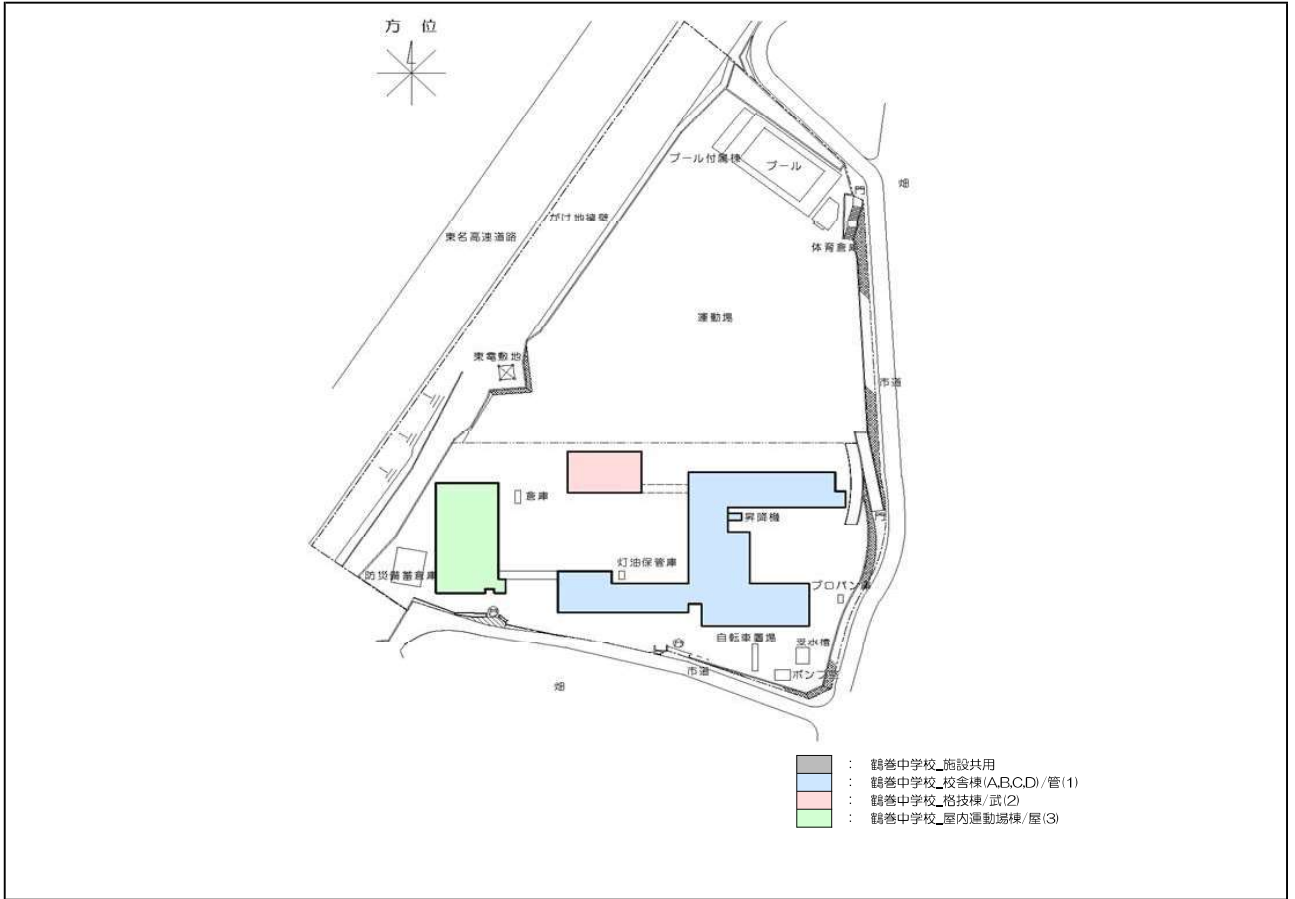 方 位
プール付属棟
プール
畑
門
がけ地擁壁
東名高速道路
体育倉庫
運動場
東電敷地
市道
倉庫
昇降機
門
灯油保管庫
防災備蓄倉庫
プロパン庫
自転車置場
受水槽
市道
ポンプ室
畑
： 鶴巻中学校_施設共用
： 鶴巻中学校_校舎棟(A,B,C,D)/管(1)
： 鶴巻中学校_格技棟/武(2)
： 鶴巻中学校_屋内運動場棟/屋(3)